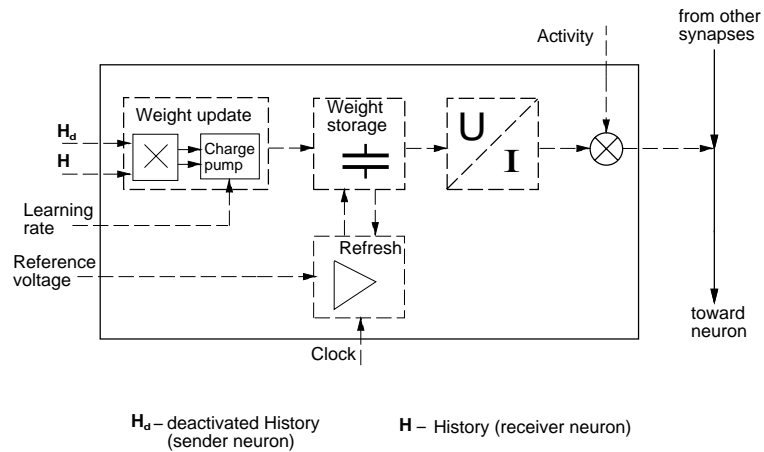 from other
synapses
Activity
Weight update
Weight
storage
U
I
H_d
H
Charge
pump
Learning
rate
Refresh
Reference
voltage
Clock
toward
neuron
H_d – deactivated History
(sender neuron)
H – History (receiver neuron)